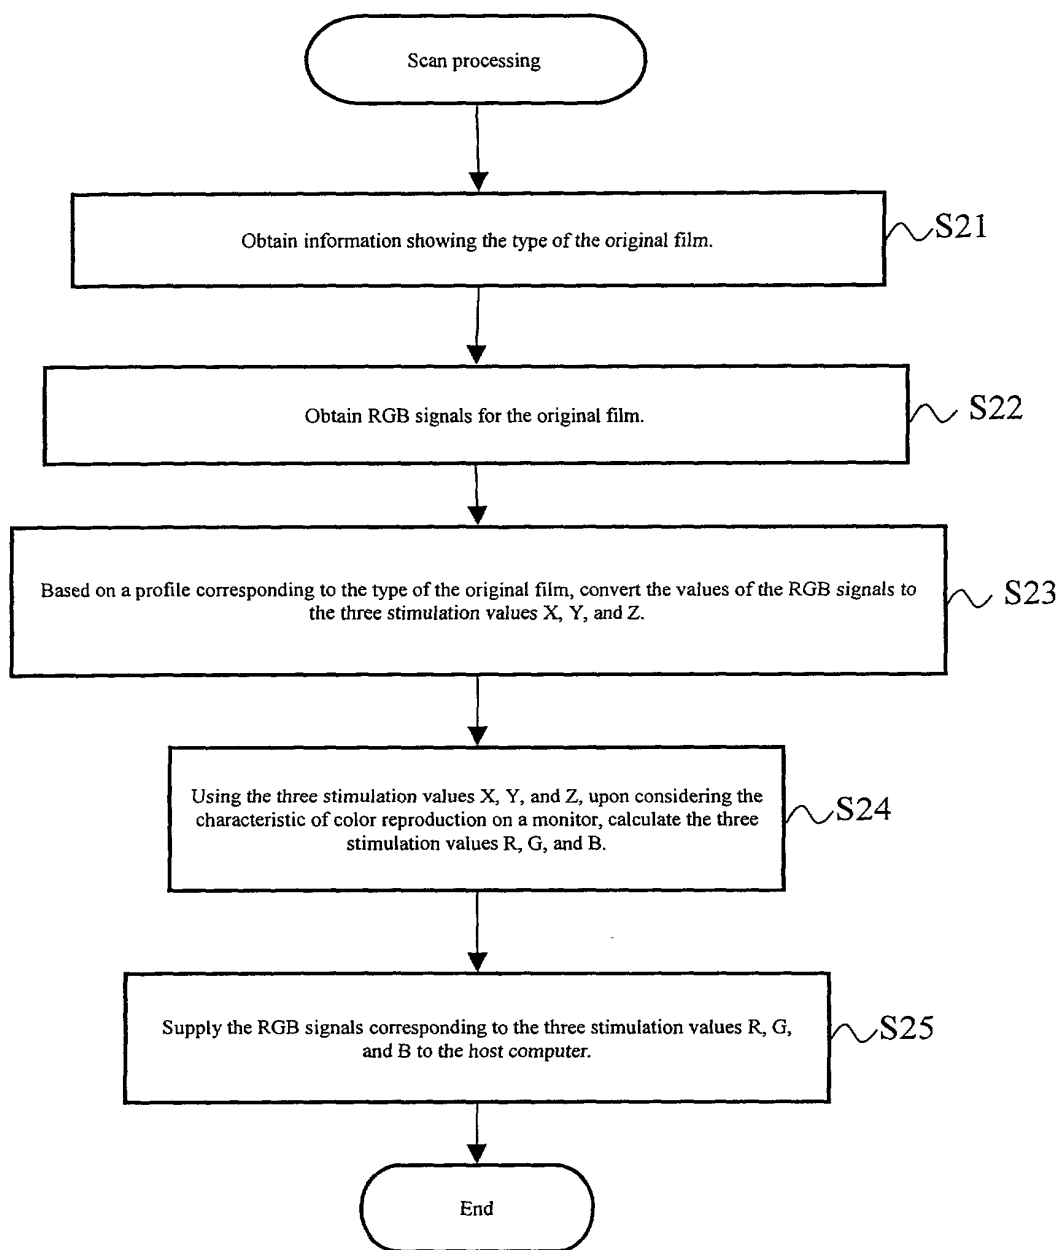 Scan processing
Obtain information showing the type of the original film.
S21
Obtain RGB signals for the original film.
S22
Based on a profile corresponding to the type of the original film, convert the values of the RGB signals to
the three stimulation values X, Y, and Z.
S23
Using the three stimulation values X, Y, and Z, upon considering the
characteristic of color reproduction on a monitor, calculate the three
stimulation values R, G, and B.
S24
Supply the RGB signals corresponding to the three stimulation values R, G,
and B to the host computer.
S25
End